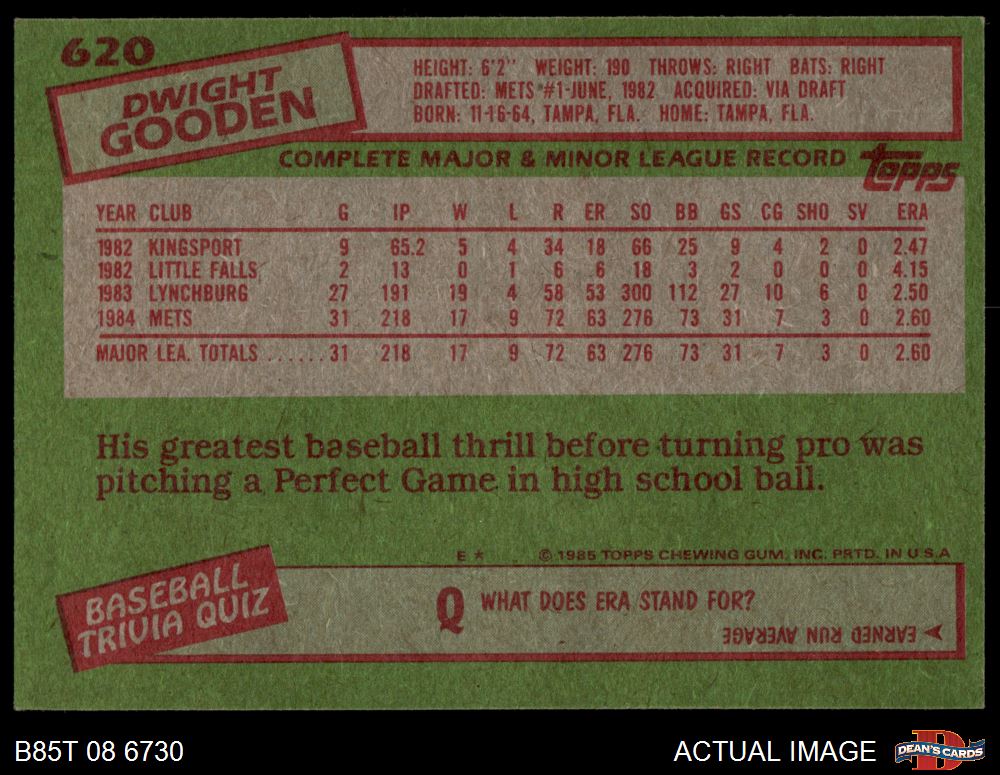 620
DWIGHT
GOODEN
HEIGHT: 6'2" WEIGHT: 190 THROWS: RIGHT BATS: RIGHT
DRAFTED: METS #1-JUNE, 1982 ACQUIRED: VIA DRAFT
BORN: 11-16-64, TAMPA, FLA. HOME: TAMPA, FLA.
COMPLETE MAJOR & MINOR LEAGUE RECORD
Topps
YEAR CLUB G IP W L R ER SO BB GS CG SHO SV ERA
1982 KINGSPORT 9 65.2 5 4 34 18 66 25 9 4 2 0 2.47
1982 LITTLE FALLS 2 13 0 1 6 6 18 3 2 0 0 0 4.15
1983 LYNCHBURG 27 191 19 4 58 53 300 112 27 10 6 0 2.50
1984 METS 31 218 17 9 72 63 276 73 31 7 3 0 2.60
MAJOR LEA. TOTALS ......31 218 17 9 72 63 276 73 31 7 3 0 2.60
His greatest baseball thrill before turning pro was
pitching a Perfect Game in high school ball.
E * © 1985 TOPPS CHEWING GUM, INC. PRTD. IN U.S.A
BASEBALL
TRIVIA QUIZ
Q WHAT DOES ERA STAND FOR?
EARNED RUN AVERAGE
B85T 08 6730
ACTUAL IMAGE
DEAN'S CARDS